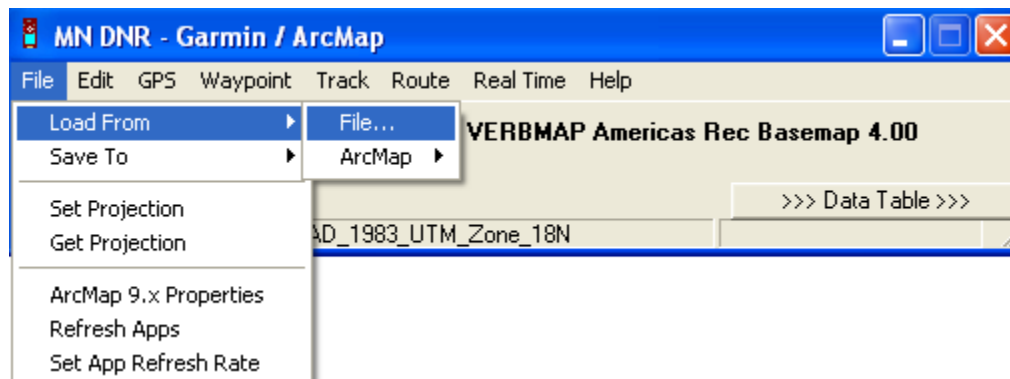 MN DNR - Garmin / ArcMap
File Edit GPS Waypoint Track Route Real Time Help
Load From File... VERBMAP Americas Rec Basemap 4.00
Save To ArcMap
Set Projection >>> Data Table >>>
Get Projection AD_1983_UTM_Zone_18N
ArcMap 9.x Properties
Refresh Apps
Set App Refresh Rate